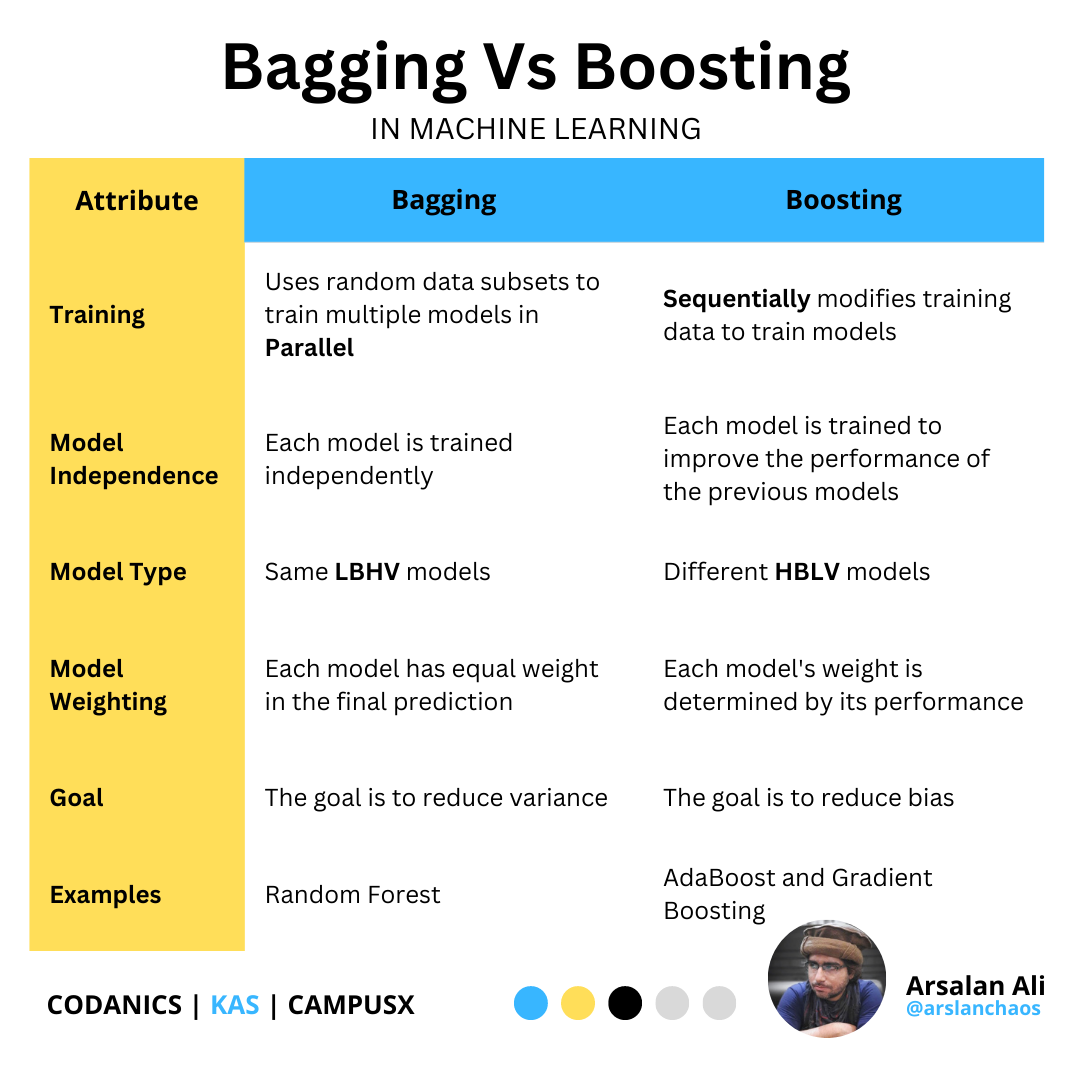 Bagging Vs Boosting
IN MACHINE LEARNING
Attribute
Bagging
Boosting
Training
Uses random data subsets to
train multiple models in
Parallel
Sequentially modifies training
data to train models
Model
Independence
Each model is trained
independently
Each model is trained to
improve the performance of
the previous models
Model Type
Same LBHV models
Different HBLV models
Model
Weighting
Each model has equal weight
in the final prediction
Each model's weight is
determined by its performance
Goal
The goal is to reduce variance
The goal is to reduce bias
Examples
Random Forest
AdaBoost and Gradient
Boosting
CODANICS | KAS | CAMPUSX
Arsalan Ali
@arslanchaos